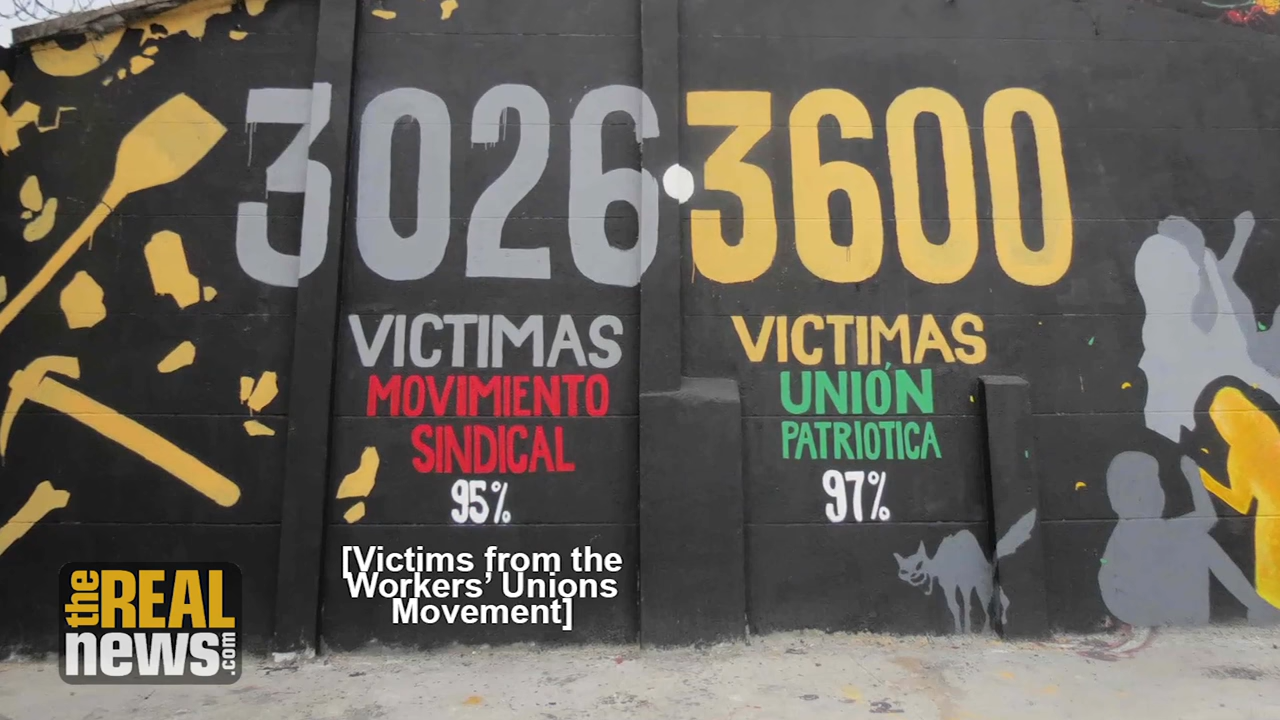 3026
3600
VICTIMAS
MOVIMIENTO
SINDICAL
95%
VICTIMAS
UNIÓN
PATRIOTICA
97%
[Victims from the
Workers' Unions
Movement]
the REAL
news.com